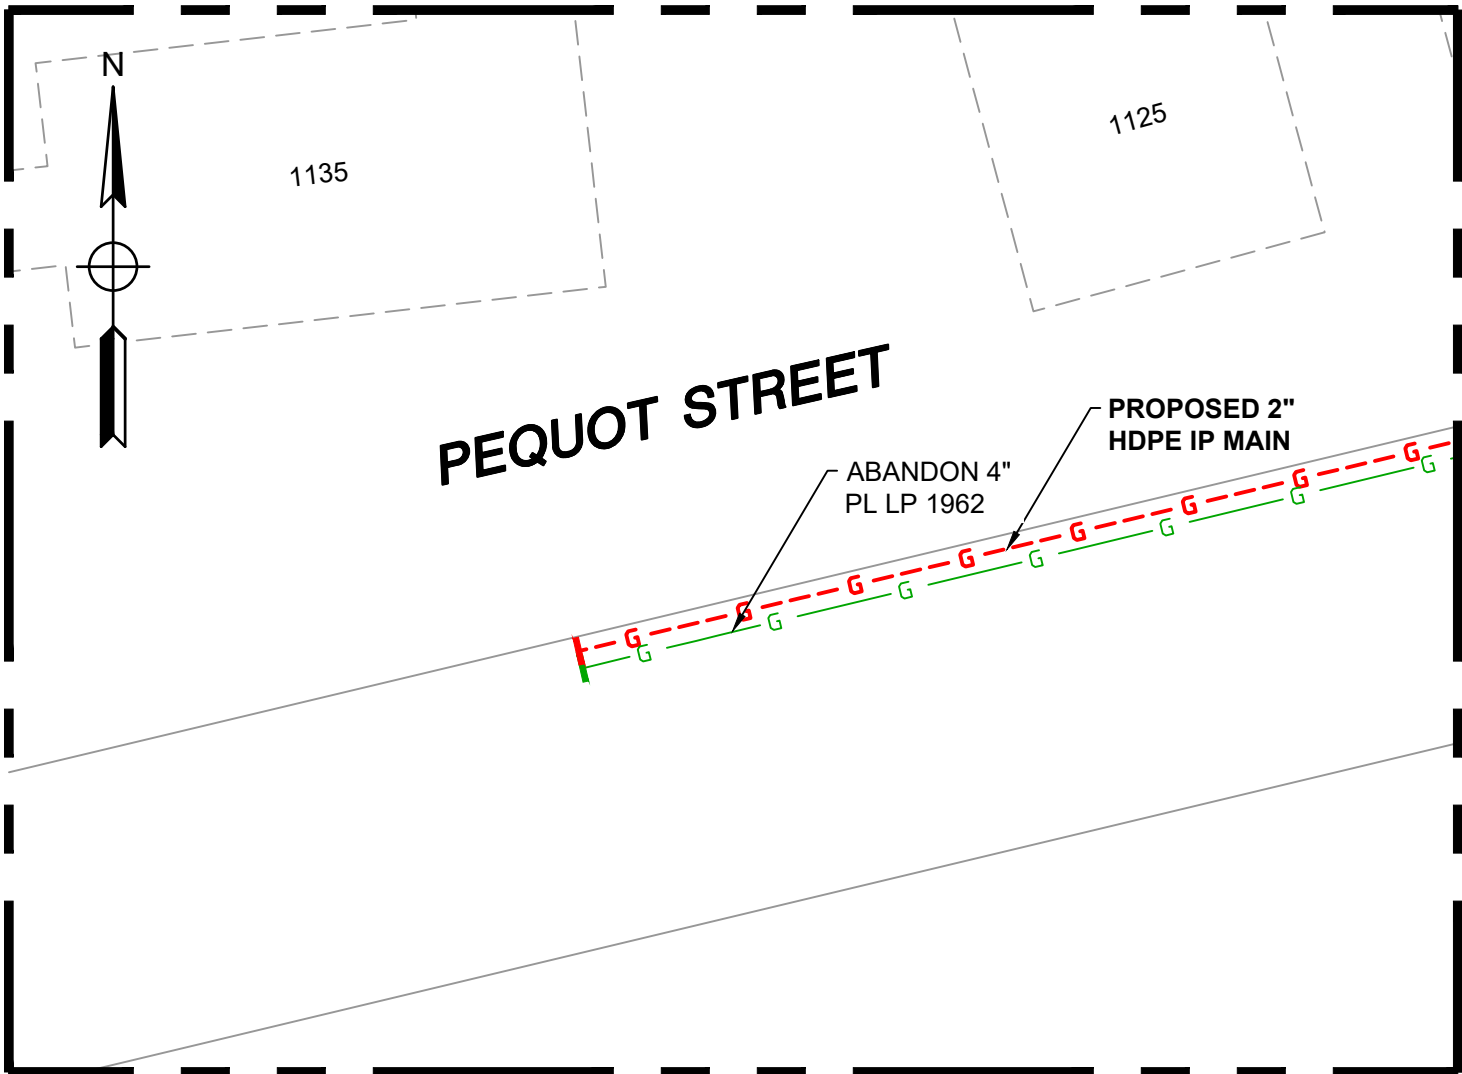 N
1135
1125
PEQUOT STREET
PROPOSED 2"
HDPE IP MAIN
ABANDON 4"
PL LP 1962
G G G G G G G G
G G G G G G G